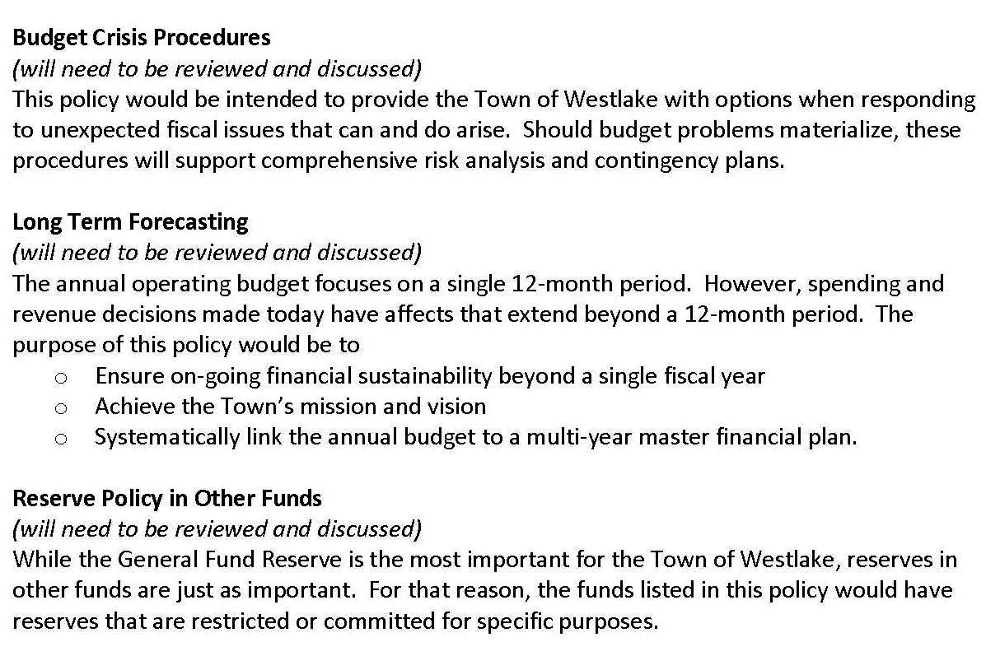 Budget Crisis Procedures
(will need to be reviewed and discussed)
This policy would be intended to provide the Town of Westlake with options when responding
to unexpected fiscal issues that can and do arise.  Should budget problems materialize, these
procedures will support comprehensive risk analysis and contingency plans.
Long Term Forecasting
(will need to be reviewed and discussed)
The annual operating budget focuses on a single 12-month period.  However, spending and
revenue decisions made today have affects that extend beyond a 12-month period.  The
purpose of this policy would be to
o Ensure on-going financial sustainability beyond a single fiscal year
o Achieve the Town's mission and vision
o Systematically link the annual budget to a multi-year master financial plan.
Reserve Policy in Other Funds
(will need to be reviewed and discussed)
While the General Fund Reserve is the most important for the Town of Westlake, reserves in
other funds are just as important.  For that reason, the funds listed in this policy would have
reserves that are restricted or committed for specific purposes.